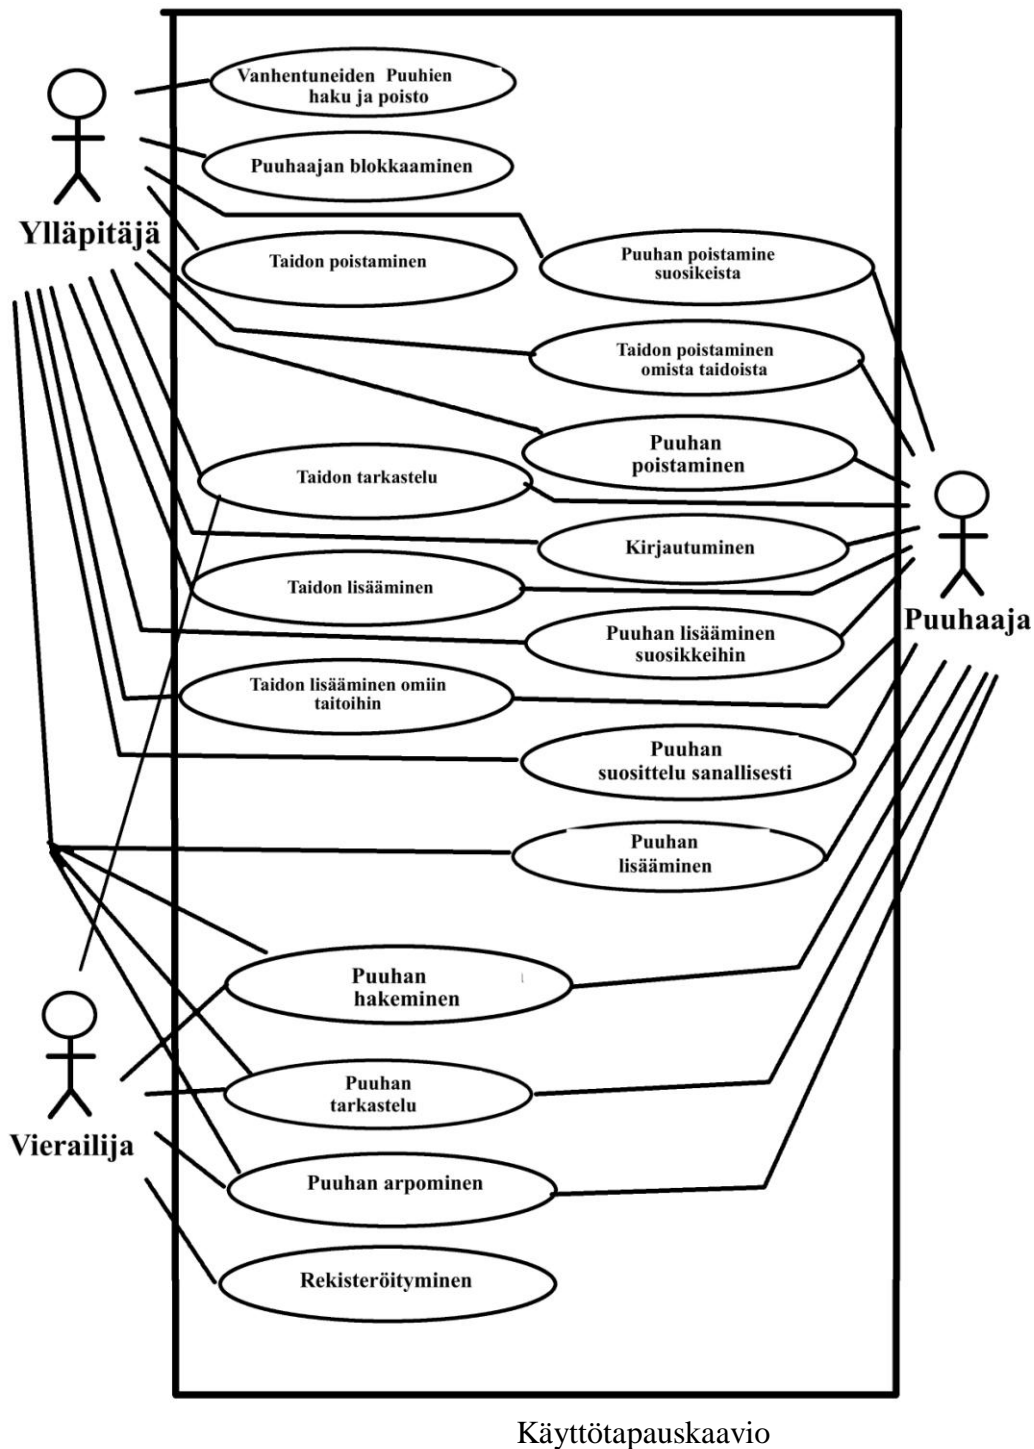 Vanhentuneiden Puuhien
haku ja poisto
Puuhaajan blokkaaminen
Ylläpitäjä
Taidon poistaminen
Puuhan poistamine
suosikeista
Taidon poistaminen
omista taidoista
Puuhan
poistaminen
Taidon tarkastelu
Kirjautuminen
Taidon lisääminen
Puuhaaja
Puuhan lisääminen
suosikkeihin
Taidon lisääminen omiin
taitoihin
Puuhan
suosittelu sanallisesti
Puuhan
lisääminen
Puuhan
hakeminen
Puuhan
tarkastelu
Vierailija
Puuhan arpominen
Rekisteröityminen
Käyttötapauskaavio